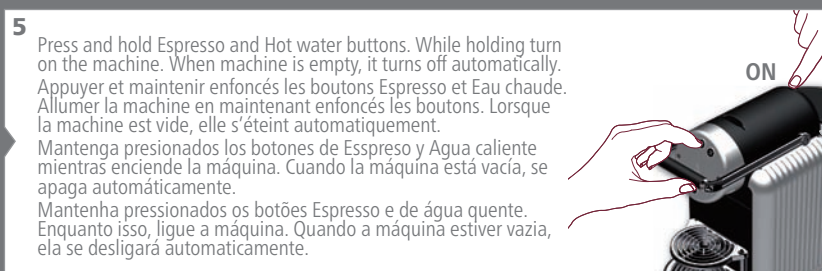 5
Press and hold Espresso and Hot water buttons. While holding turn
on the machine. When machine is empty, it turns off automatically.
Appuyer et maintenir enfoncés les boutons Espresso et Eau chaude.
Allumer la machine en maintenant enfoncés les boutons. Lorsque
la machine est vide, elle s’éteint automatiquement.
Mantenga presionados los botones de Esspreso y Agua caliente
mientras enciende la máquina. Cuando la máquina está vacía, se
apaga automáticamente.
Mantenha pressionados os botões Espresso e de água quente.
Enquanto isso, ligue a máquina. Quando a máquina estiver vazia,
ela se desligará automaticamente.
ON